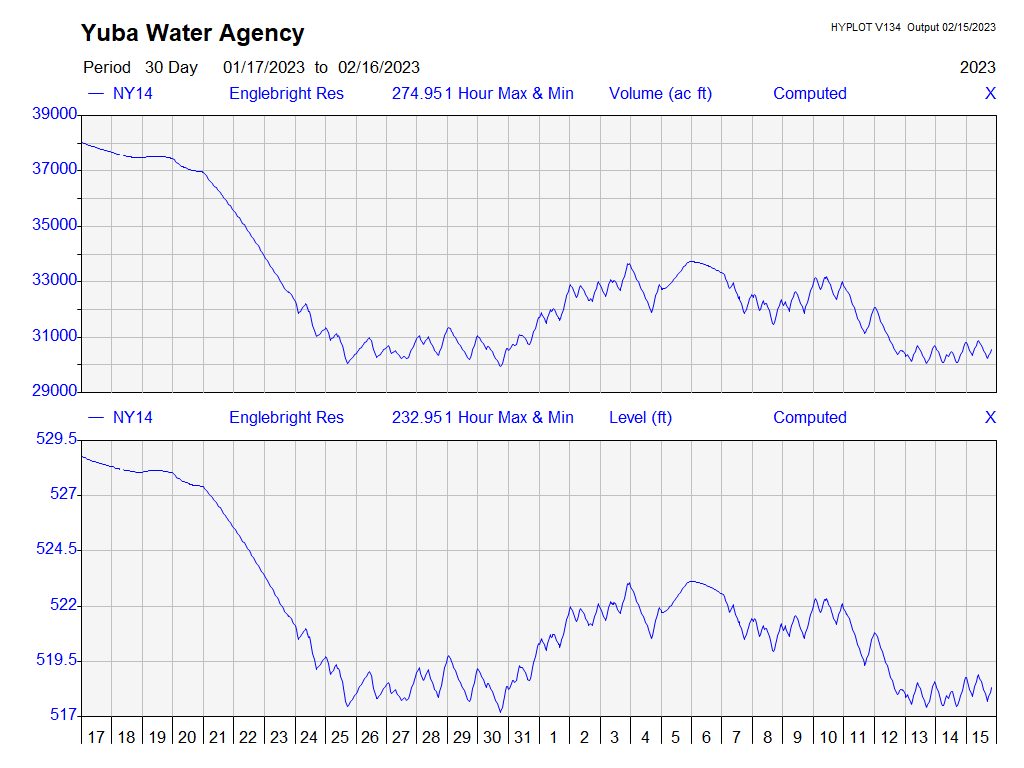 Yuba Water Agency
HYPLOT V134 Output 02/15/2023
Period 30 Day 01/17/2023 to 02/16/2023
2023
NY14 Englebright Res 274.951 Hour Max & Min Volume (ac ft) Computed X
39000
37000
35000
33000
31000
29000
NY14 Englebright Res 232.951 Hour Max & Min Level (ft) Computed X
529.5
527
524.5
522
519.5
517
17 18 19 20 21 22 23 24 25 26 27 28 29 30 31 1 2 3 4 5 6 7 8 9 10 11 12 13 14 15